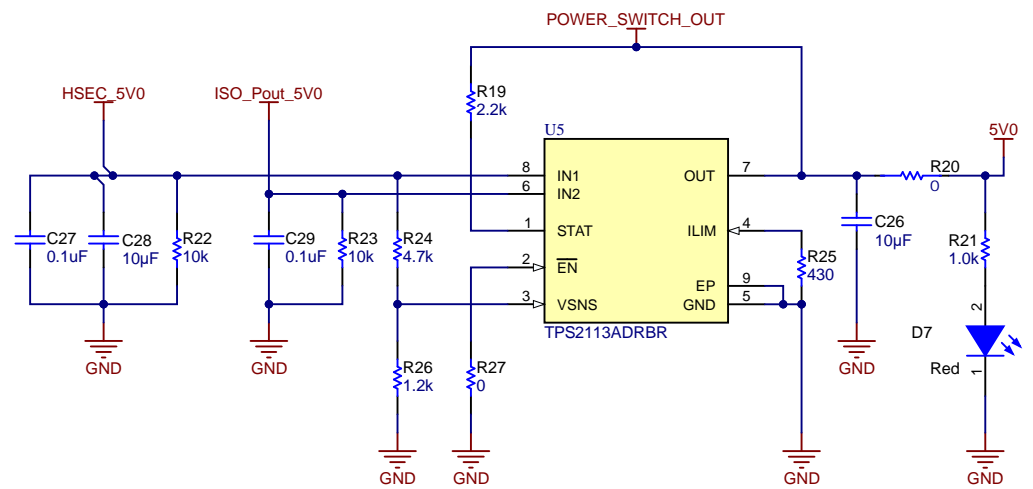 POWER_SWITCH_OUT
HSEC_5V0
ISO_Pout_5V0
R19
2.2k
U5
5V0
8
IN1
OUT
7
R20
0
6
IN2
1
STAT
ILIM
4
C27
0.1uF
C28
10µF
R22
10k
C29
0.1uF
R23
10k
R24
4.7k
C26
10µF
R21
1.0k
2
EN
R25
430
EP
9
3
VSNS
GND
5
TPS2113ADRBR
2
D7
Red
1
GND
GND
R26
1.2k
R27
0
GND
GND
GND
GND
GND